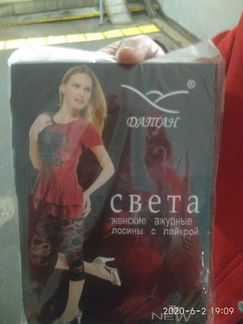 ®
ДАТАН
света
женские ажурные
лосины с лайкрой
2020-6-2 19:09
NEW